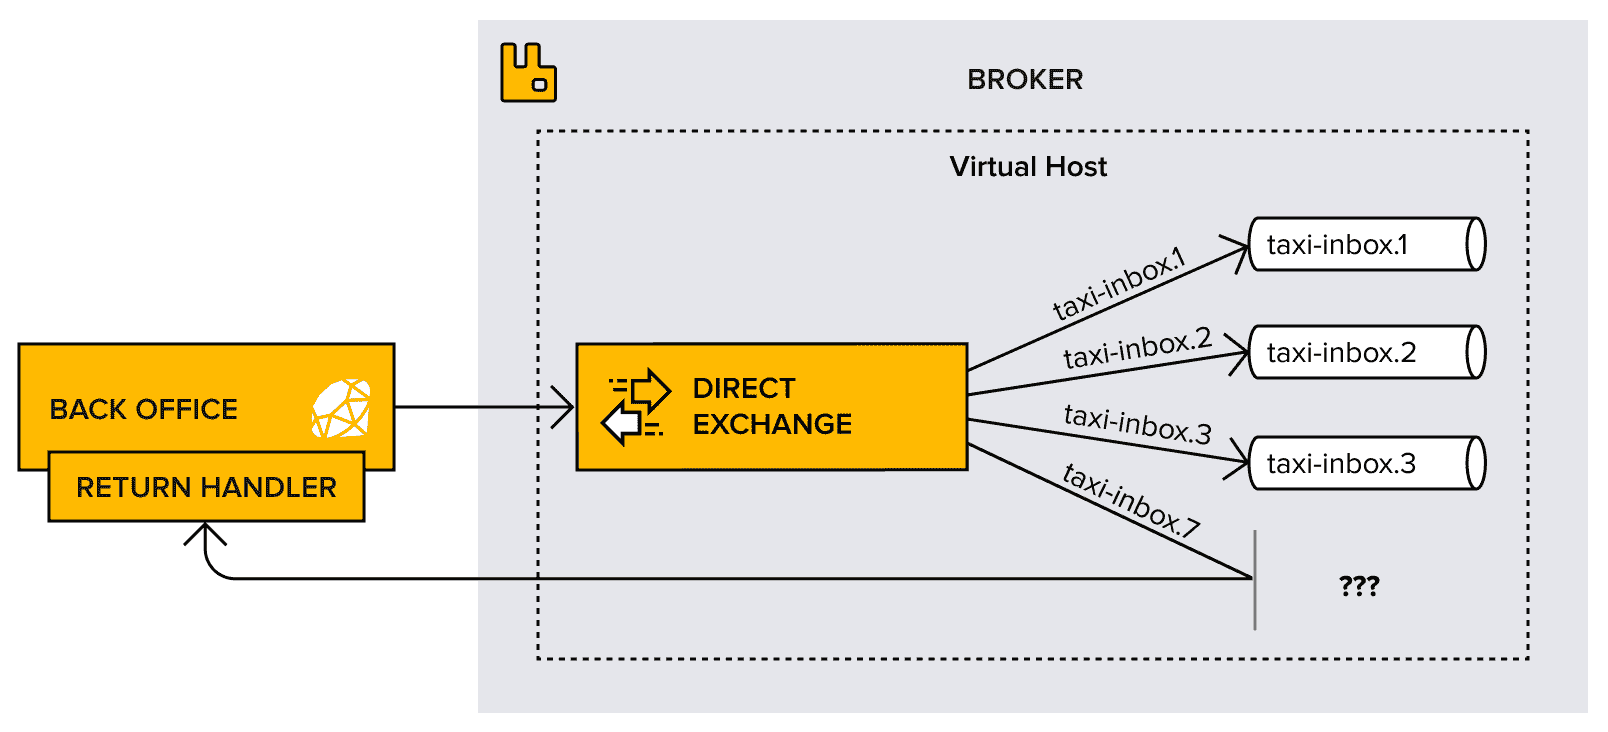 BROKER
Virtual Host
taxi-inbox.1
taxi-inbox.1
taxi-inbox.2
taxi-inbox.2
BACK OFFICE
DIRECT
EXCHANGE
taxi-inbox.3
taxi-inbox.3
RETURN HANDLER
taxi-inbox.7
???